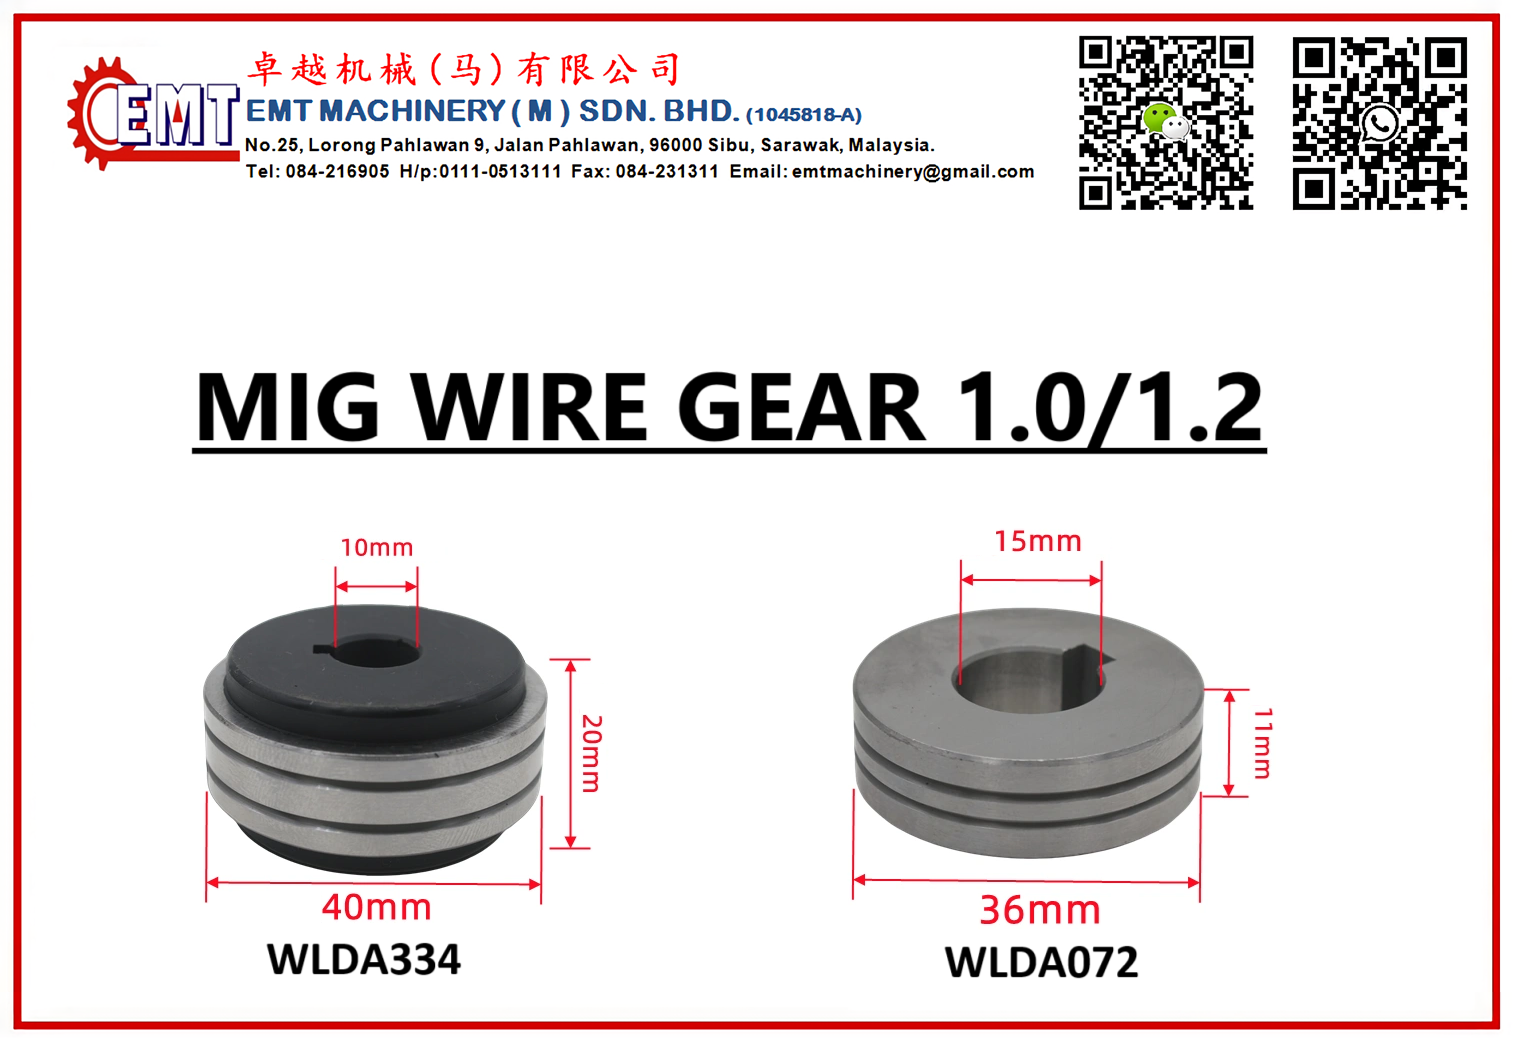 EMT
卓越机械(马)有限公司
EMT MACHINERY ( M ) SDN. BHD. (1045818-A)
No.25, Lorong Pahlawan 9, Jalan Pahlawan, 96000 Sibu, Sarawak, Malaysia.
Tel: 084-216905 H/p:0111-0513111 Fax: 084-231311 Email: emtmachinery@gmail.com
MIG WIRE GEAR 1.0/1.2
10mm
20mm
40mm
WLDA334
15mm
11mm
36mm
WLDA072